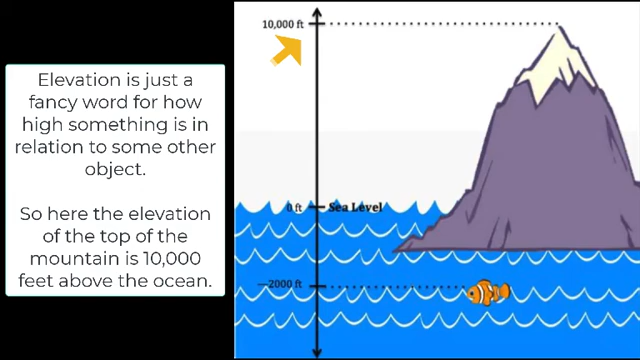 Elevation is just a
fancy word for how
high something is in
relation to some other
object.
So here the elevation
of the top of the
mountain is 10,000
feet above the ocean.
10,000 ft
0 ft Sea Level
—2000 ft